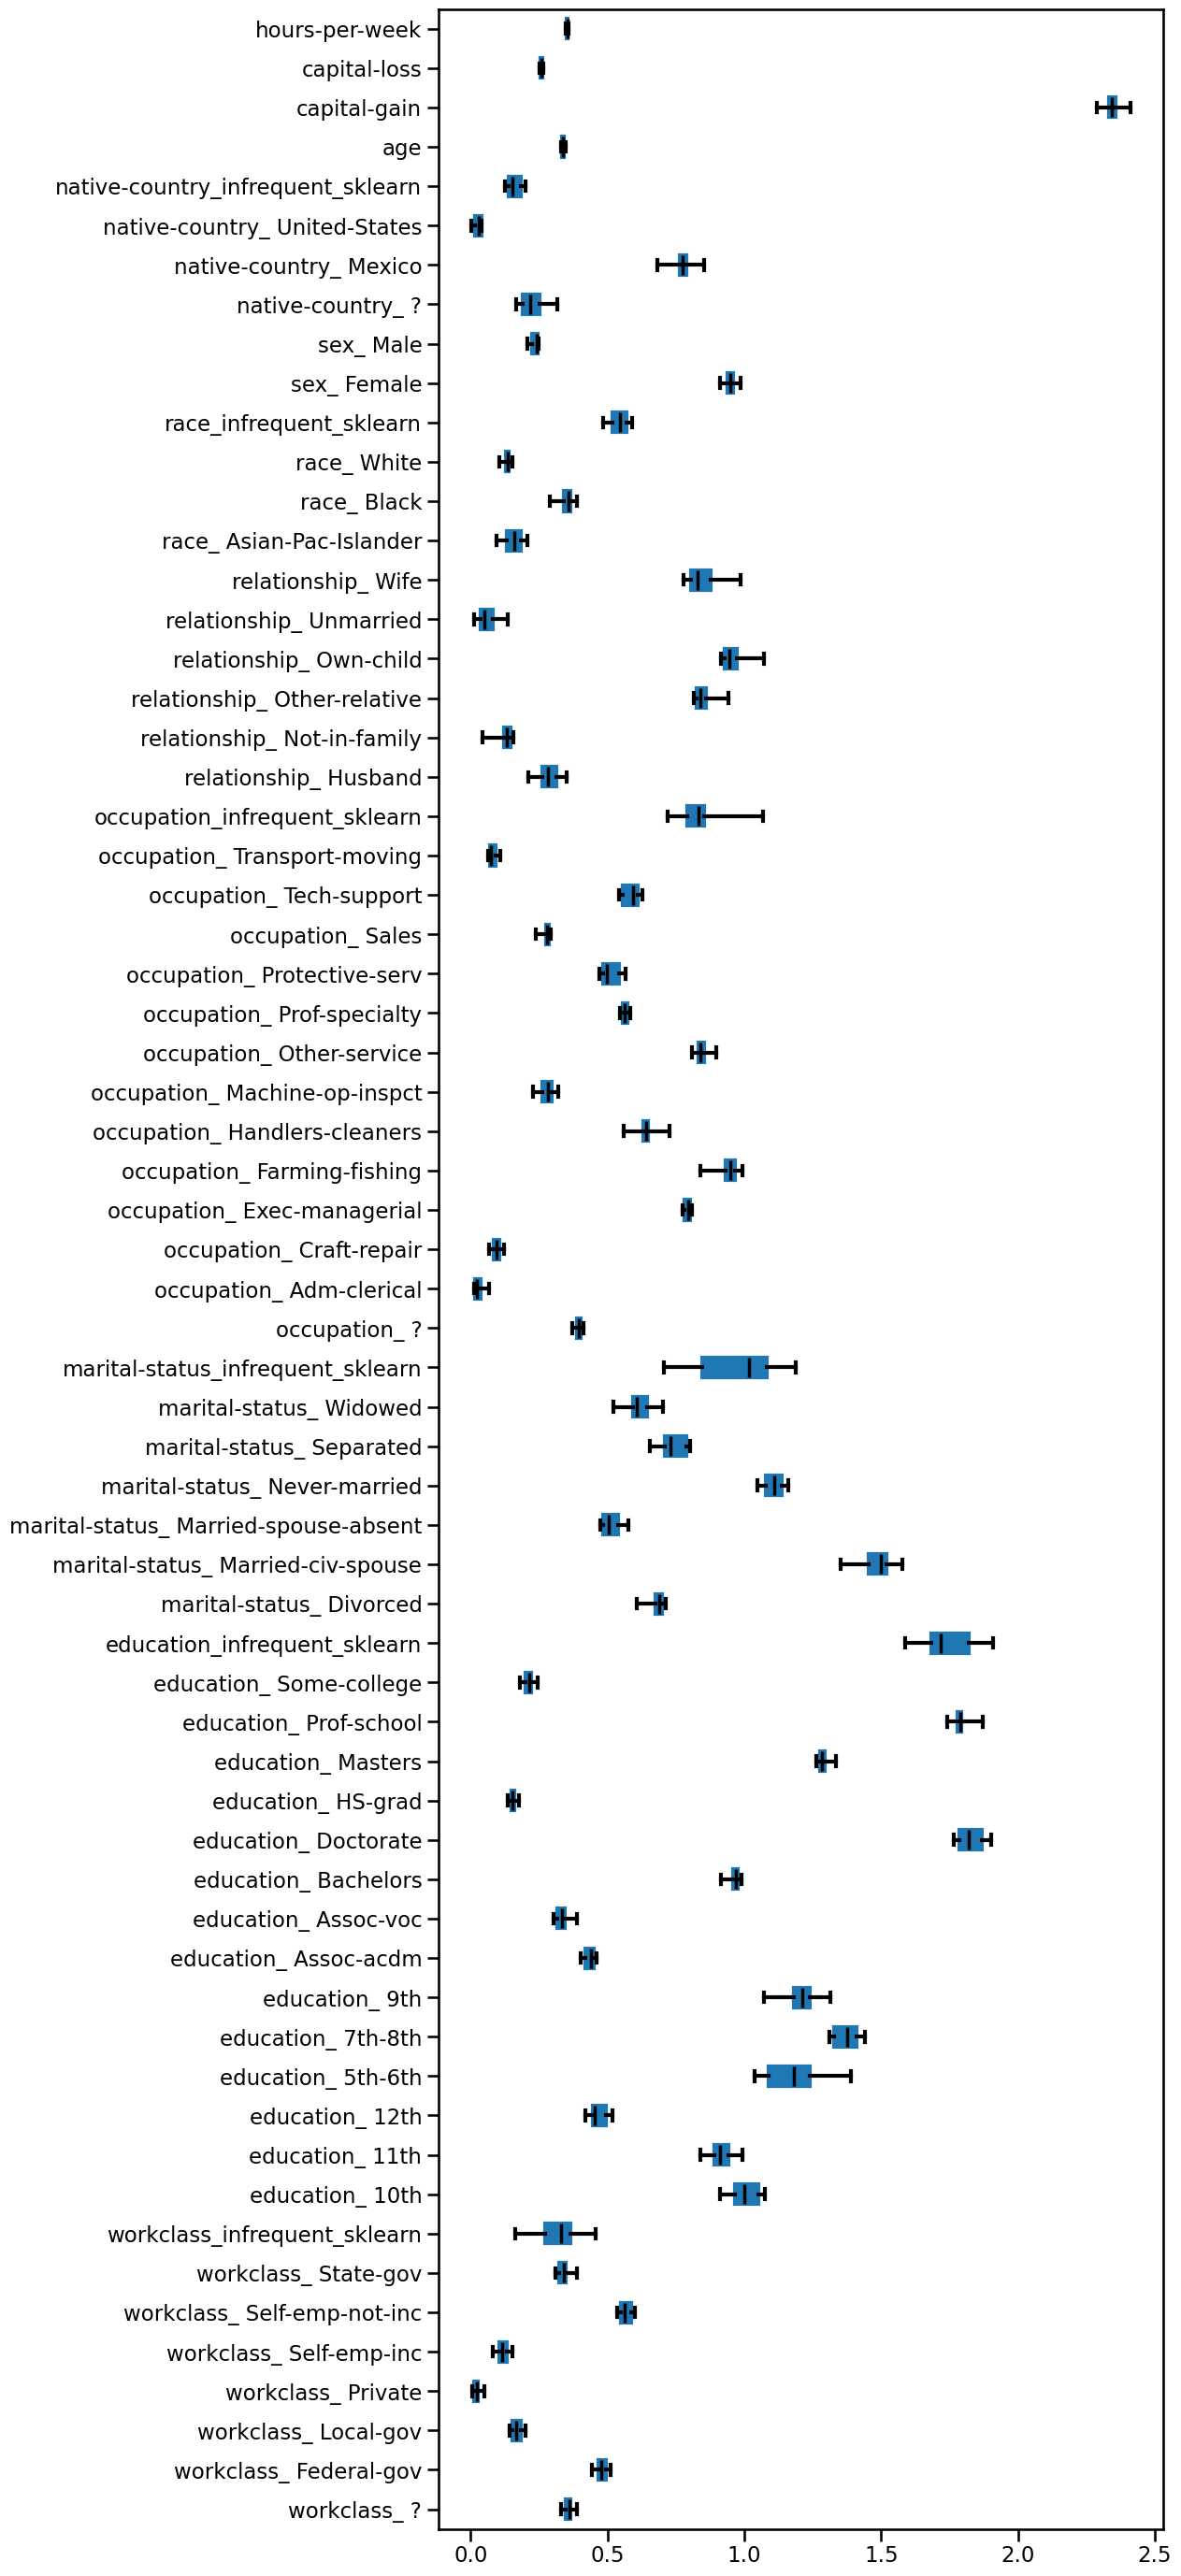 hours-per-week
capital-loss
capital-gain
age
native-country_infrequent_sklearn
native-country_ United-States
native-country_ Mexico
native-country_ ?
sex_ Male
sex_ Female
race_infrequent_sklearn
race_ White
race_ Black
race_ Asian-Pac-Islander
relationship_ Wife
relationship_ Unmarried
relationship_ Own-child
relationship_ Other-relative
relationship_ Not-in-family
relationship_ Husband
occupation_infrequent_sklearn
occupation_ Transport-moving
occupation_ Tech-support
occupation_ Sales
occupation_ Protective-serv
occupation_ Prof-specialty
occupation_ Other-service
occupation_ Machine-op-inspct
occupation_ Handlers-cleaners
occupation_ Farming-fishing
occupation_ Exec-managerial
occupation_ Craft-repair
occupation_ Adm-clerical
occupation_ ?
marital-status_infrequent_sklearn
marital-status_ Widowed
marital-status_ Separated
marital-status_ Never-married
marital-status_ Married-spouse-absent
marital-status_ Married-civ-spouse
marital-status_ Divorced
education_infrequent_sklearn
education_ Some-college
education_ Prof-school
education_ Masters
education_ HS-grad
education_ Doctorate
education_ Bachelors
education_ Assoc-voc
education_ Assoc-acdm
education_ 9th
education_ 7th-8th
education_ 5th-6th
education_ 12th
education_ 11th
education_ 10th
workclass_infrequent_sklearn
workclass_ State-gov
workclass_ Self-emp-not-inc
workclass_ Self-emp-inc
workclass_ Private
workclass_ Local-gov
workclass_ Federal-gov
workclass_ ?
0.0 0.5 1.0 1.5 2.0 2.5